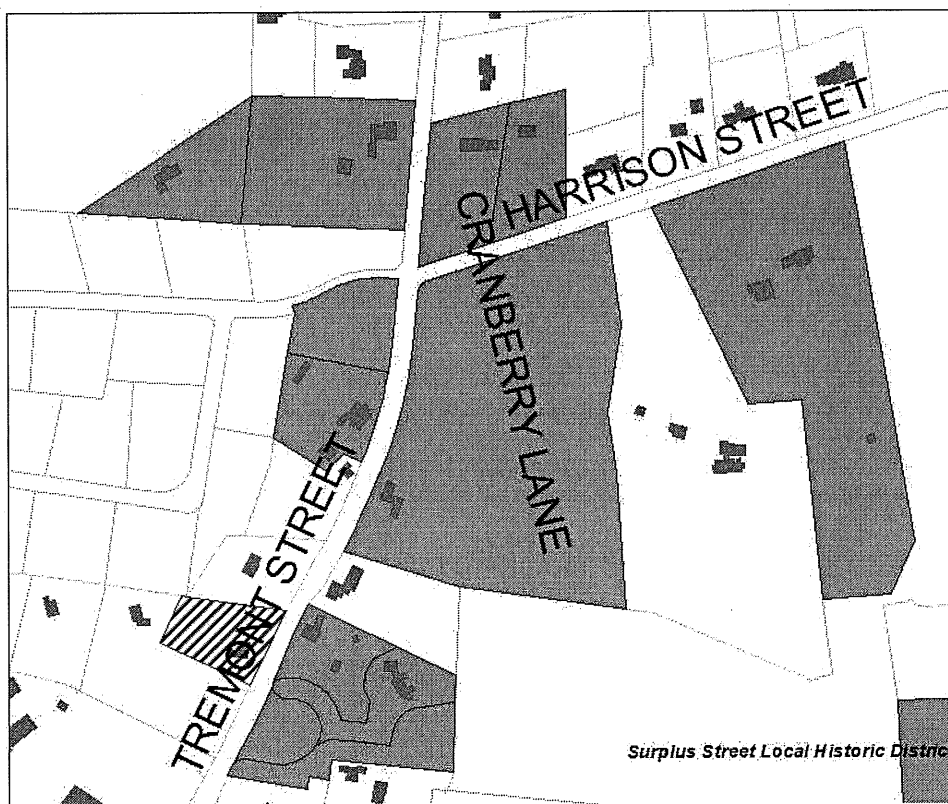 HARRISON STREET
CRANBERRY LANE
TREMONT STREET
Surplus Street Local Historic Distric